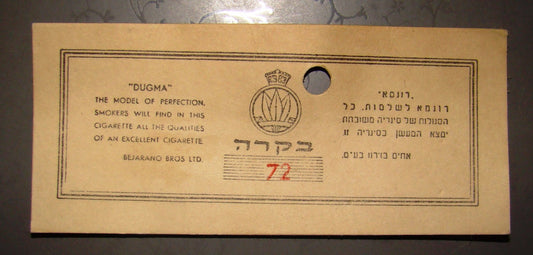 "DUGMA"
THE MODEL OF PERFECTION.
SMOKERS WILL FIND IN THIS
CIGARETTE ALL THE QUALITIES
OF AN EXCELLENT CIGARETTE.
BEJARANO BROS LTD.
בקרה
72
"דוגמא"
דוגמא לשלמות. כל
הסגולות של סיגריה משובחת
ימצא המעשן בסיגריה זו
אחים בז'רנו בע"מ.